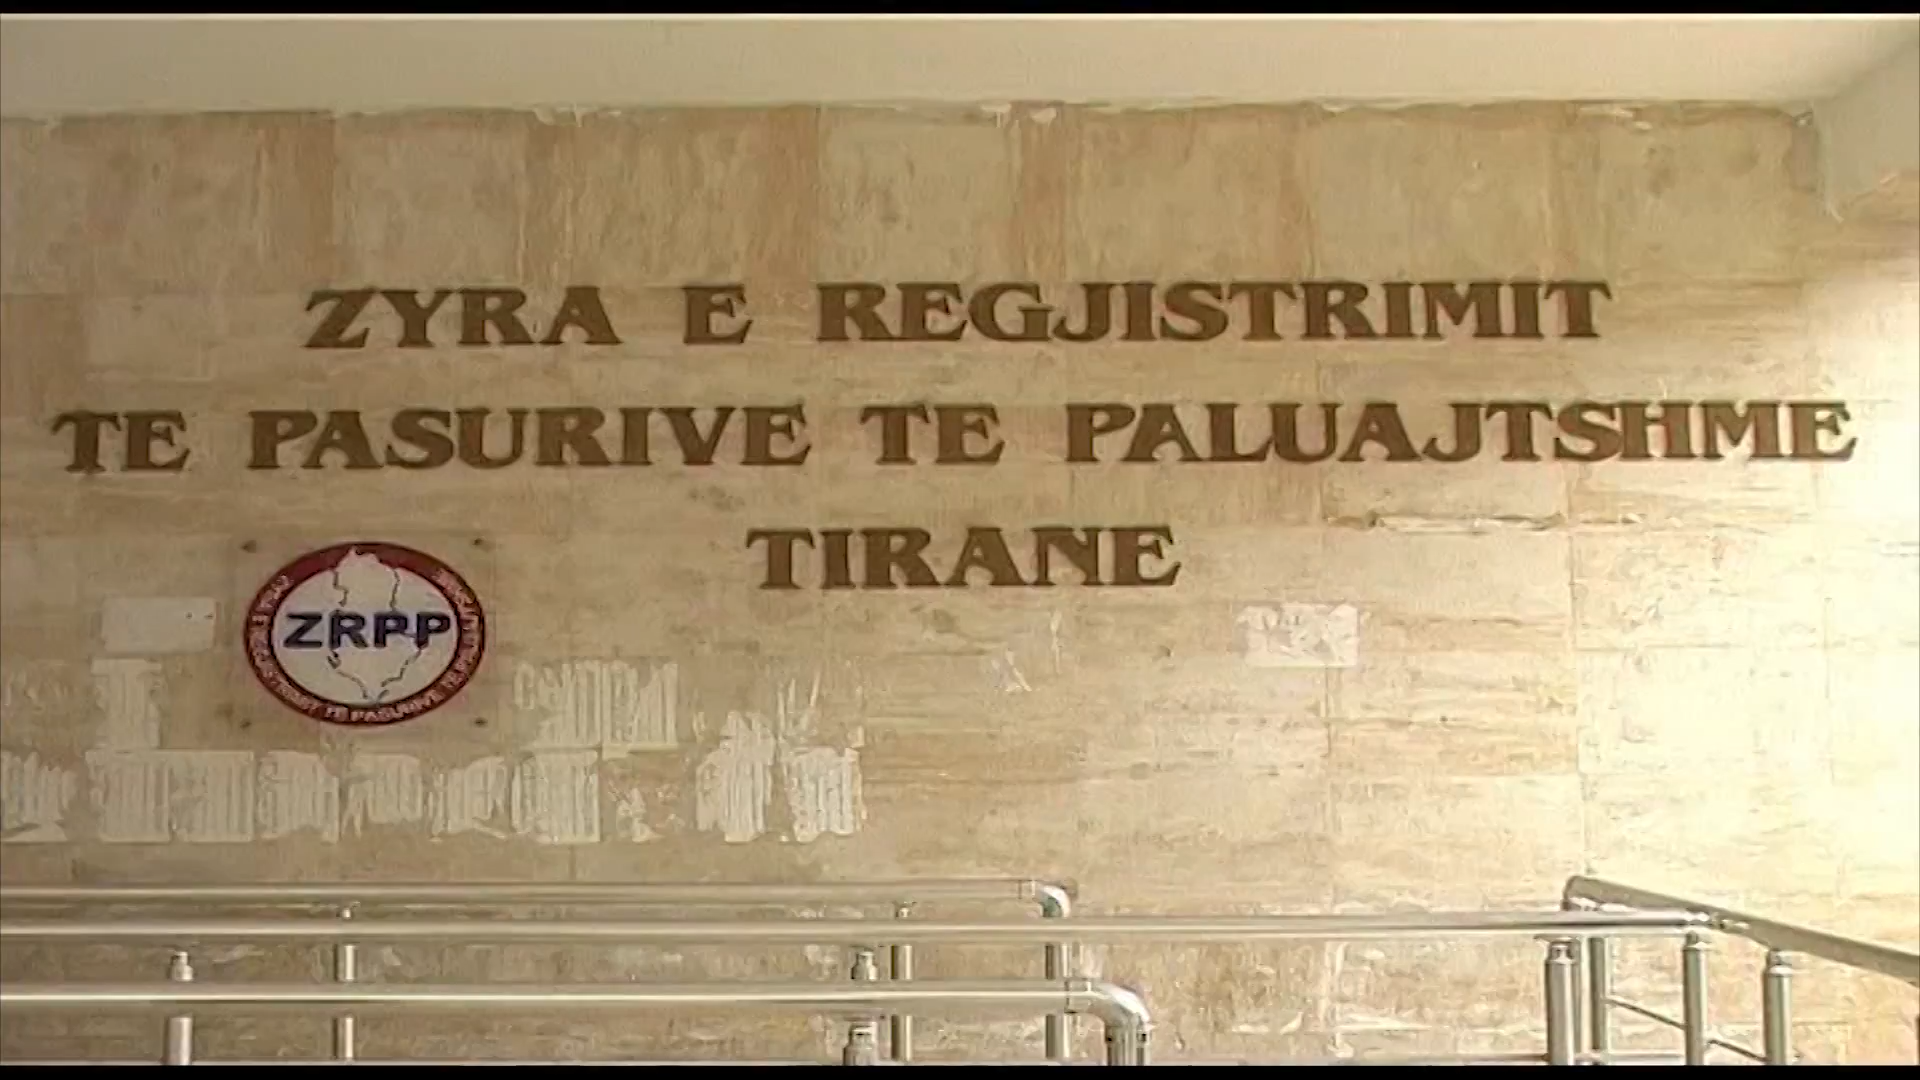 ZYRA E REGJISTRIMIT
TE PASURIVE TE PALUAJTSHME
TIRANE
ZRPP